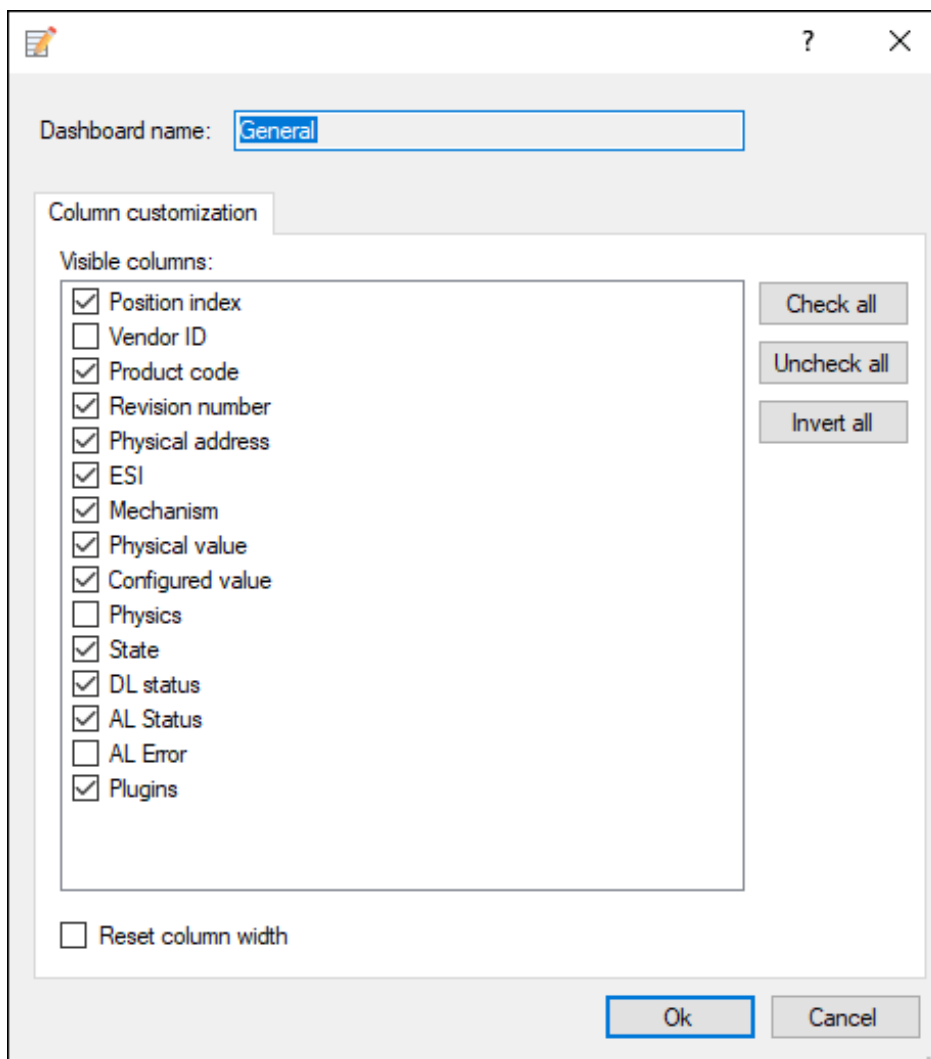 ?
Dashboard name: General
Column customization
Visible columns:
Position index
Vendor ID
Product code
Revision number
Physical address
ESI
Mechanism
Physical value
Configured value
Physics
State
DL status
AL Status
AL Error
Plugins
Check all
Uncheck all
Invert all
Reset column width
Ok
Cancel